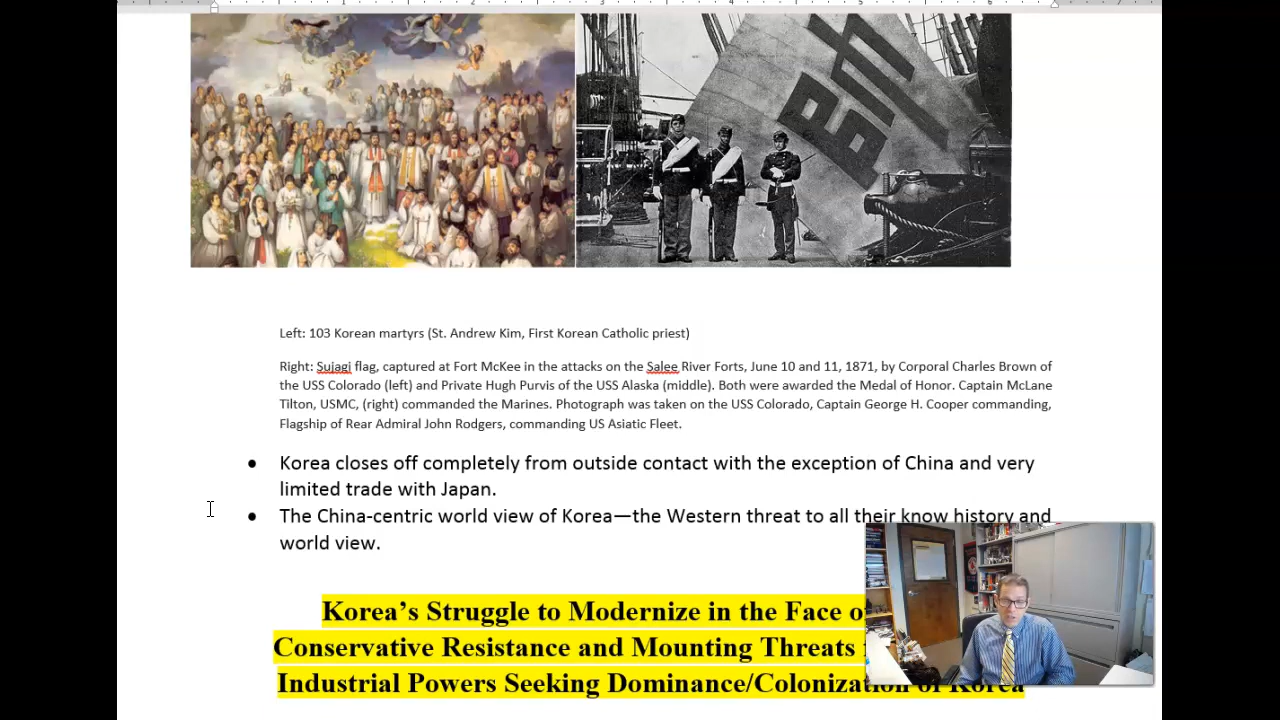 Left: 103 Korean martyrs (St. Andrew Kim, First Korean Catholic priest)
Right: Sujagi flag, captured at Fort McKee in the attacks on the Salee River Forts, June 10 and 11, 1871, by Corporal Charles Brown of
the USS Colorado (left) and Private Hugh Purvis of the USS Alaska (middle). Both were awarded the Medal of Honor. Captain McLane
Tilton, USMC, (right) commanded the Marines. Photograph was taken on the USS Colorado, Captain George H. Cooper commanding,
Flagship of Rear Admiral John Rodgers, commanding US Asiatic Fleet.
• Korea closes off completely from outside contact with the exception of China and very
limited trade with Japan.
• The China-centric world view of Korea—the Western threat to all their know history and
world view.
Korea's Struggle to Modernize in the Face
Conservative Resistance and Mounting Threats
Industrial Powers Seeking Dominance/Colonization of Korea